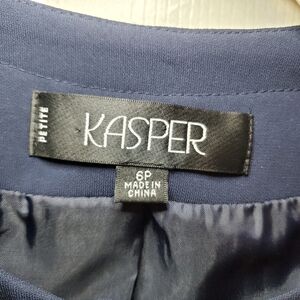 PETITE
KASPER
6P
MADE IN
CHINA